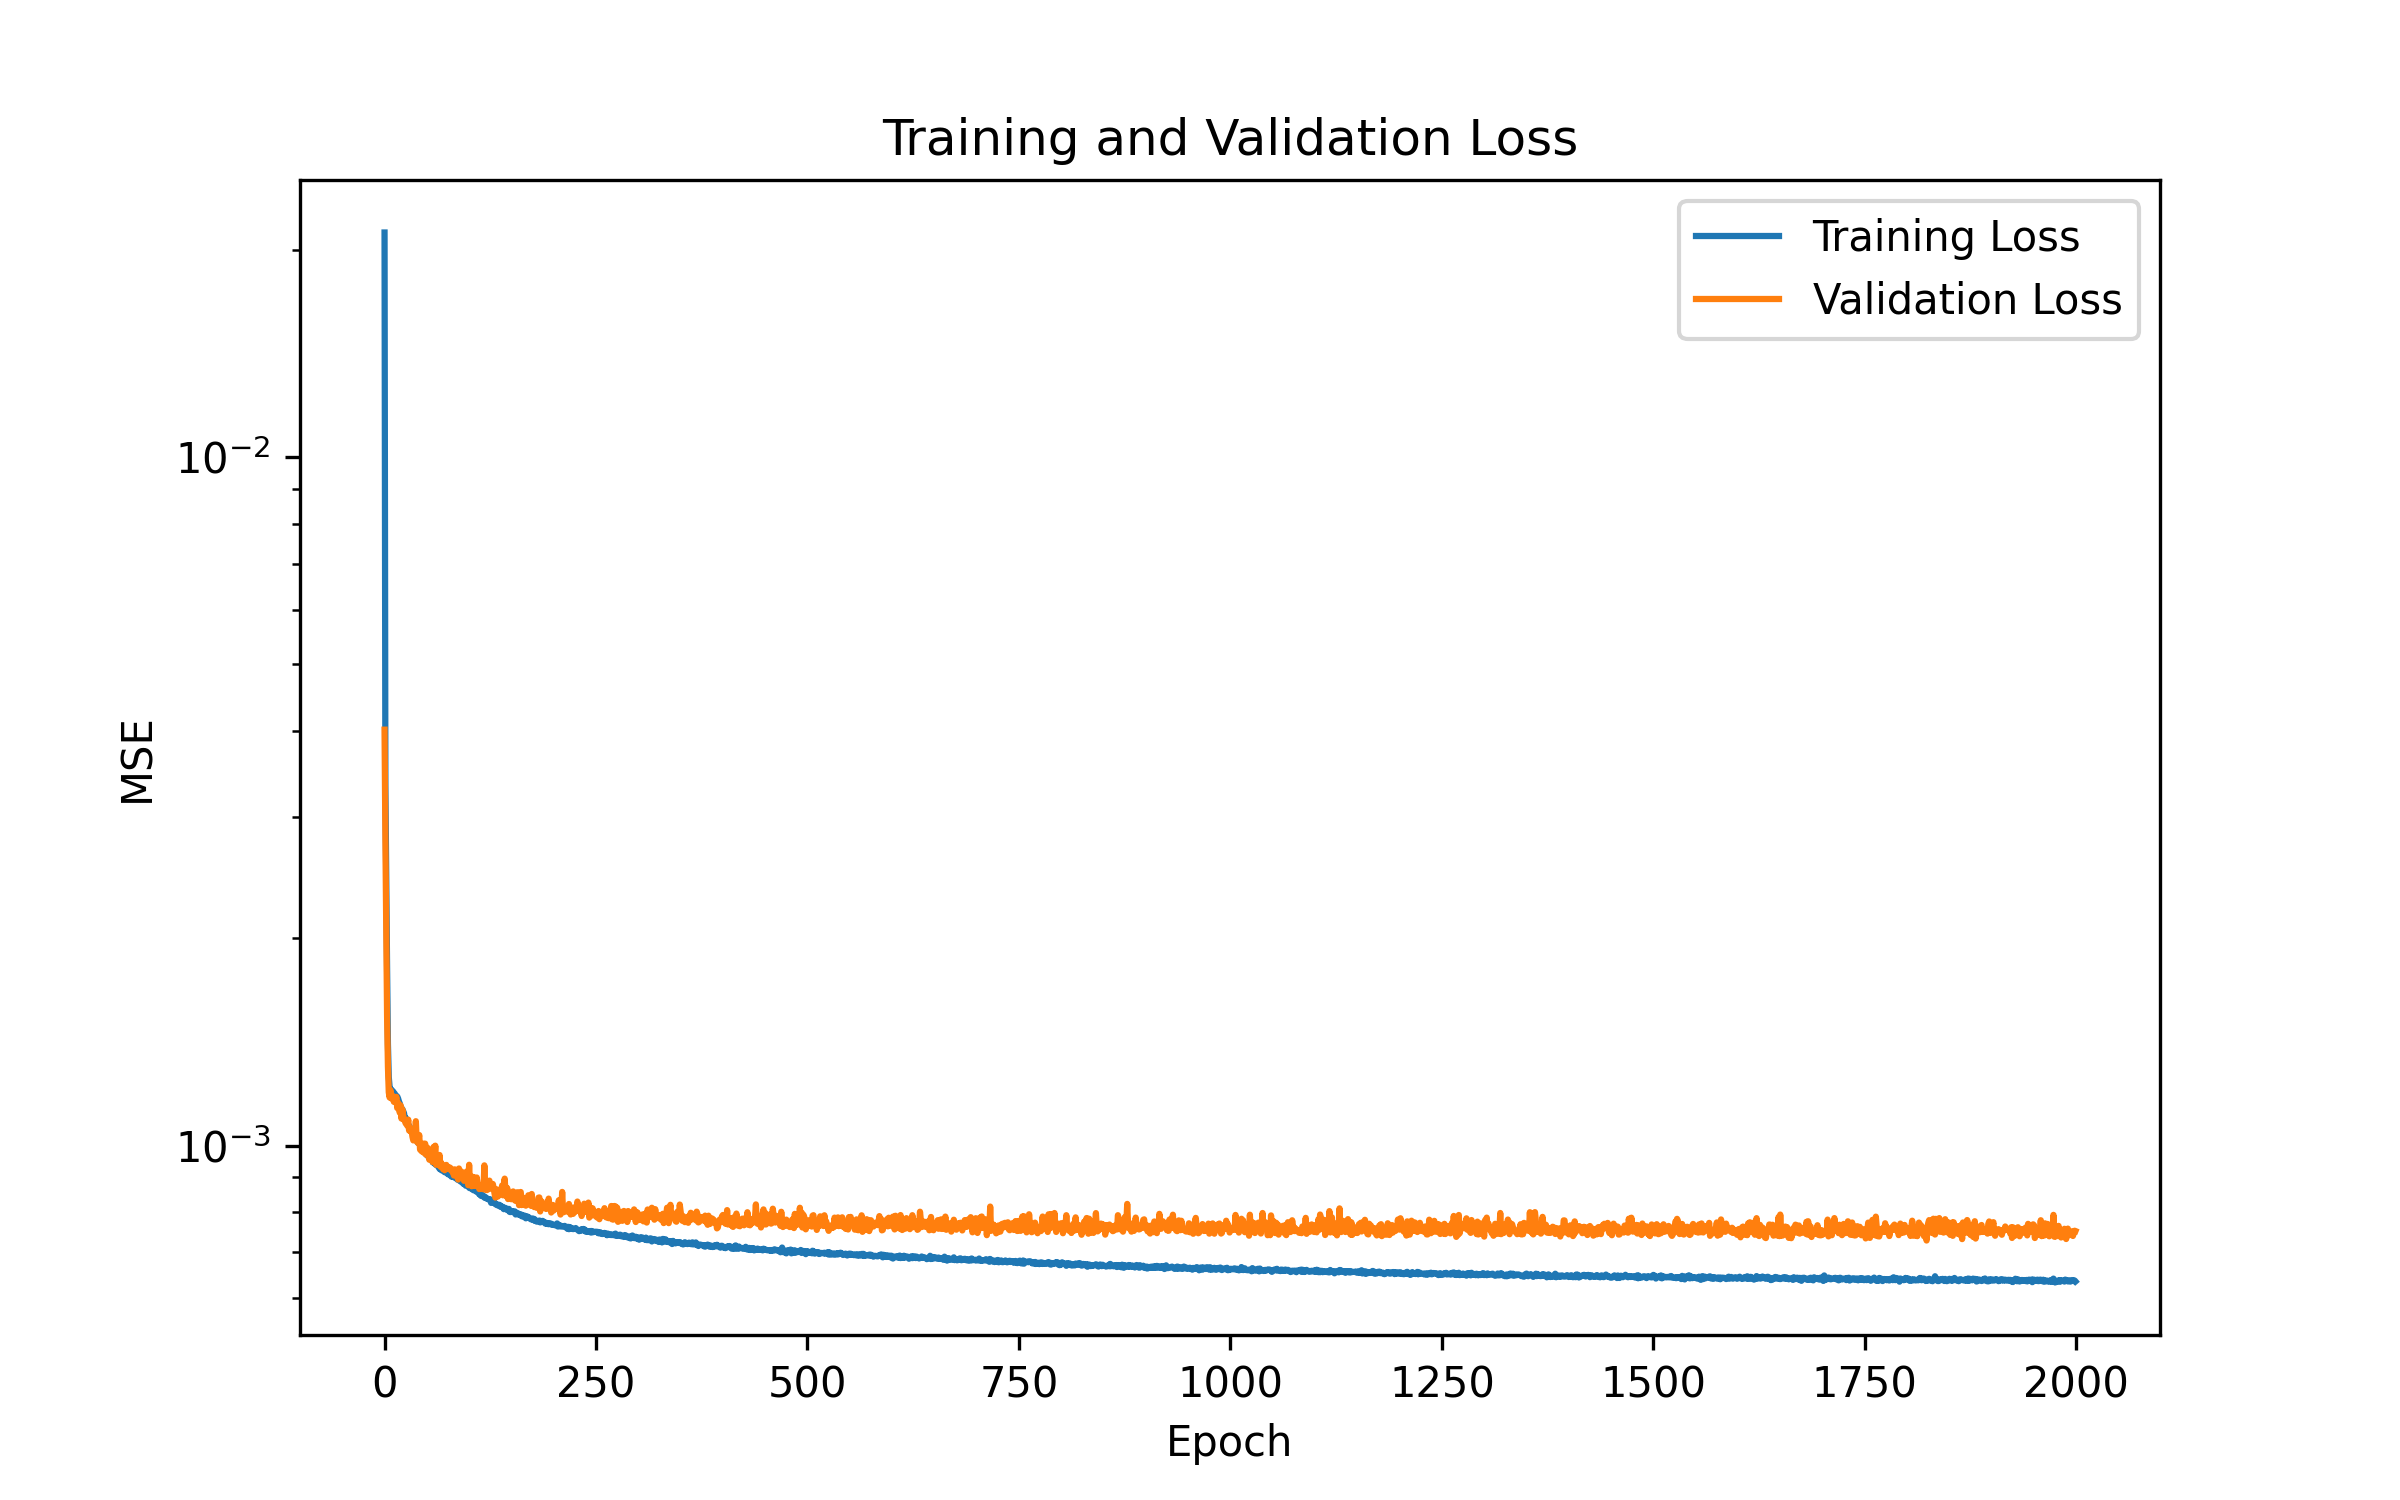 Training and Validation Loss
Training Loss
Validation Loss
10⁻²
MSE
10⁻³
0 250 500 750 1000 1250 1500 1750 2000
Epoch